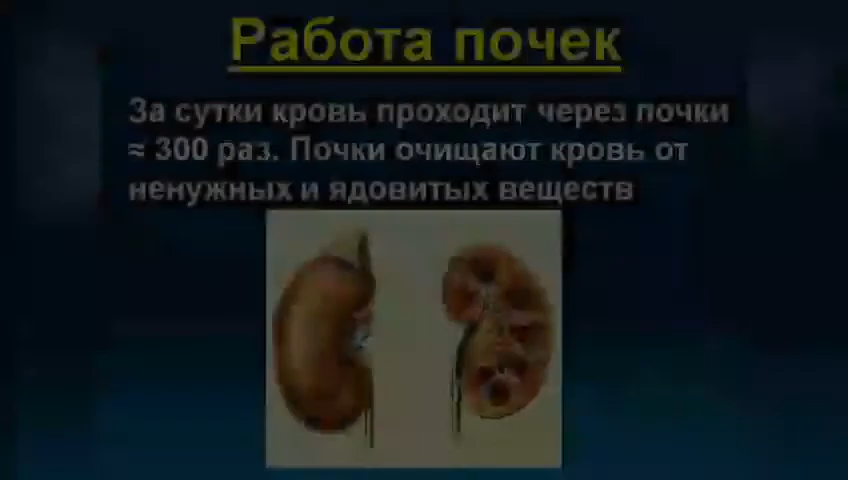 Работа почек
За сутки кровь проходит через почки
≈ 300 раз. Почки очищают кровь от
ненужных и ядовитых веществ